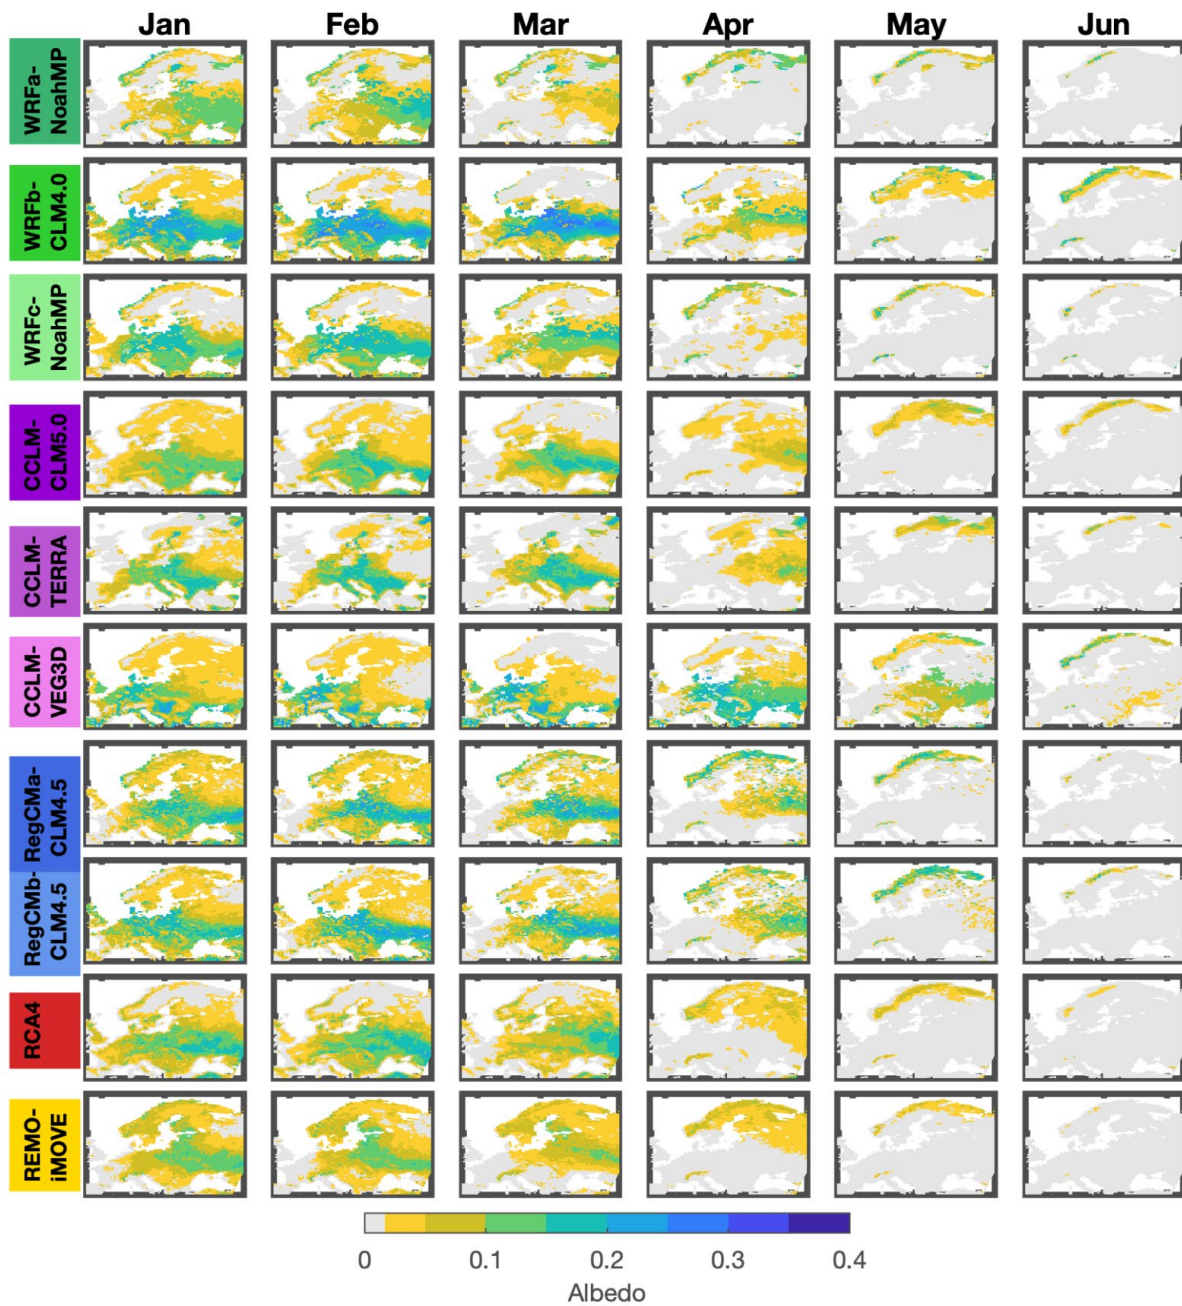 Jan Feb Mar Apr May Jun
WRFa-
NoahMP
WRFb-
CLM4.0
WRFc-
NoahMP
CCLM-
CLM5.0
CCLM-
TERRA
CCLM-
VEG3D
RegCMa-
CLM4.5
RegCMb-
CLM4.5
RCA4
REMO-
iMOVE
0 0.1 0.2 0.3 0.4
Albedo